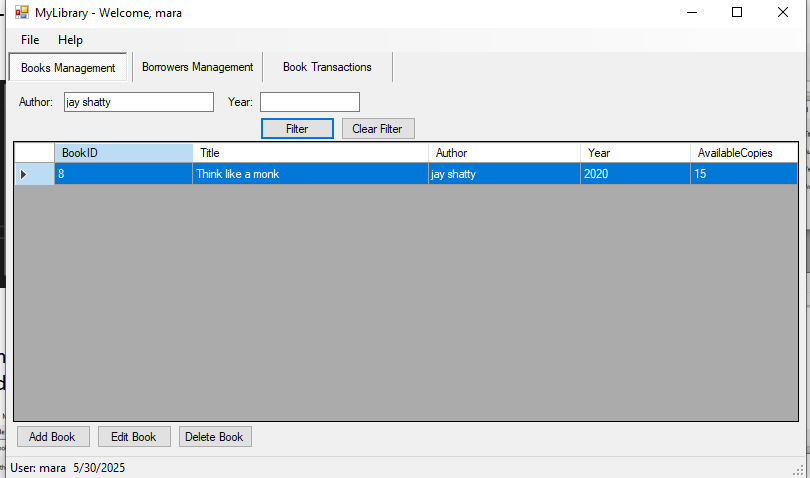 MyLibrary - Welcome, mara
File Help
Books Management Borrowers Management Book Transactions
Author: jay shatty Year:
Filter Clear Filter
BookID Title Author Year AvailableCopies
8 Think like a monk jay shatty 2020 15
Add Book Edit Book Delete Book
User: mara 5/30/2025